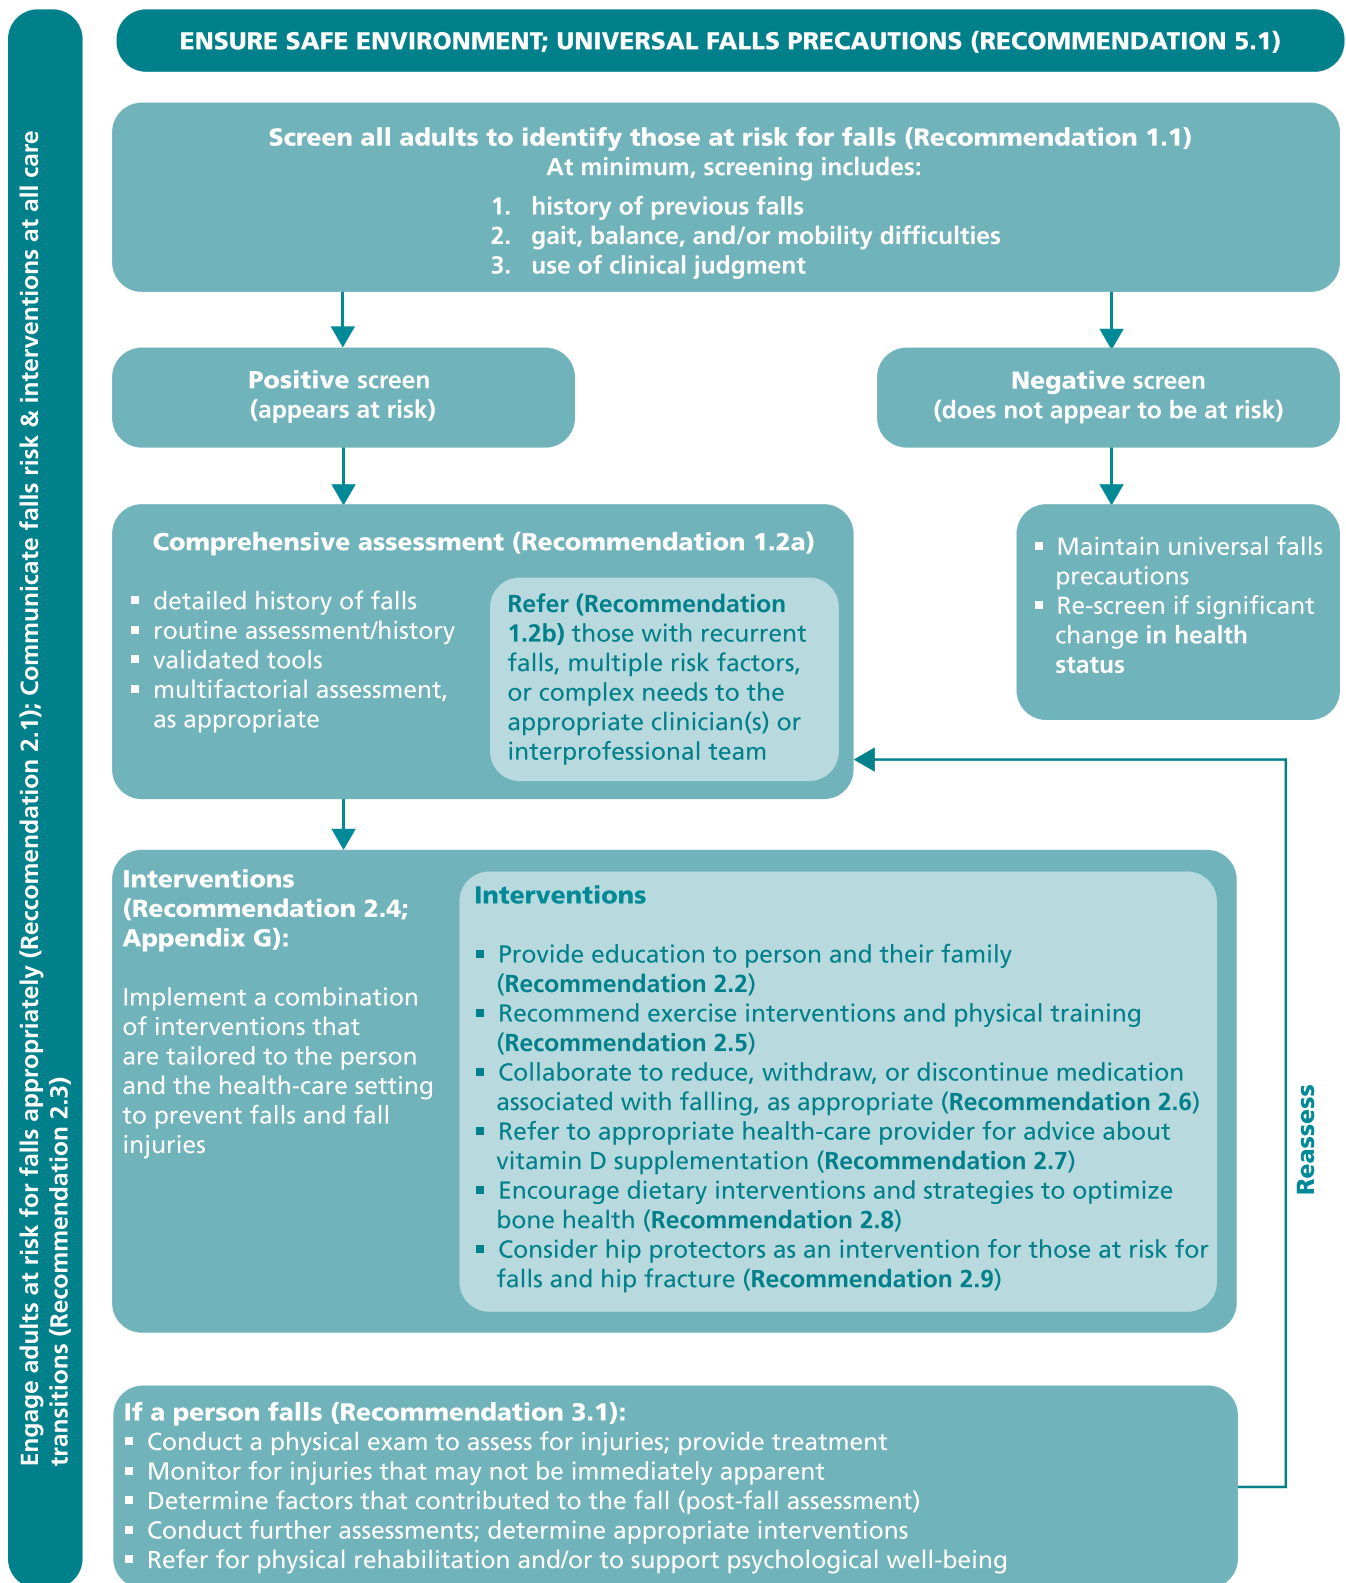 ENSURE SAFE ENVIRONMENT; UNIVERSAL FALLS PRECAUTIONS (RECOMMENDATION 5.1)
Engage adults at risk for falls appropriately (Reccomendation 2.1); Communicate falls risk & interventions at all care
transitions (Recommendation 2.3)
Screen all adults to identify those at risk for falls (Recommendation 1.1)
At minimum, screening includes:
1. history of previous falls
2. gait, balance, and/or mobility difficulties
3. use of clinical judgment
Positive screen
(appears at risk)
Negative screen
(does not appear to be at risk)
Comprehensive assessment (Recommendation 1.2a)
▪ detailed history of falls
▪ routine assessment/history
▪ validated tools
▪ multifactorial assessment,
as appropriate
Refer (Recommendation
1.2b) those with recurrent
falls, multiple risk factors,
or complex needs to the
appropriate clinician(s) or
interprofessional team
▪ Maintain universal falls
precautions
▪ Re-screen if significant
change in health
status
Interventions
(Recommendation 2.4;
Appendix G):
Implement a combination
of interventions that
are tailored to the person
and the health-care setting
to prevent falls and fall
injuries
Interventions
▪ Provide education to person and their family
(Recommendation 2.2)
▪ Recommend exercise interventions and physical training
(Recommendation 2.5)
▪ Collaborate to reduce, withdraw, or discontinue medication
associated with falling, as appropriate (Recommendation 2.6)
▪ Refer to appropriate health-care provider for advice about
vitamin D supplementation (Recommendation 2.7)
▪ Encourage dietary interventions and strategies to optimize
bone health (Recommendation 2.8)
▪ Consider hip protectors as an intervention for those at risk for
falls and hip fracture (Recommendation 2.9)
Reassess
If a person falls (Recommendation 3.1):
▪ Conduct a physical exam to assess for injuries; provide treatment
▪ Monitor for injuries that may not be immediately apparent
▪ Determine factors that contributed to the fall (post-fall assessment)
▪ Conduct further assessments; determine appropriate interventions
▪ Refer for physical rehabilitation and/or to support psychological well-being